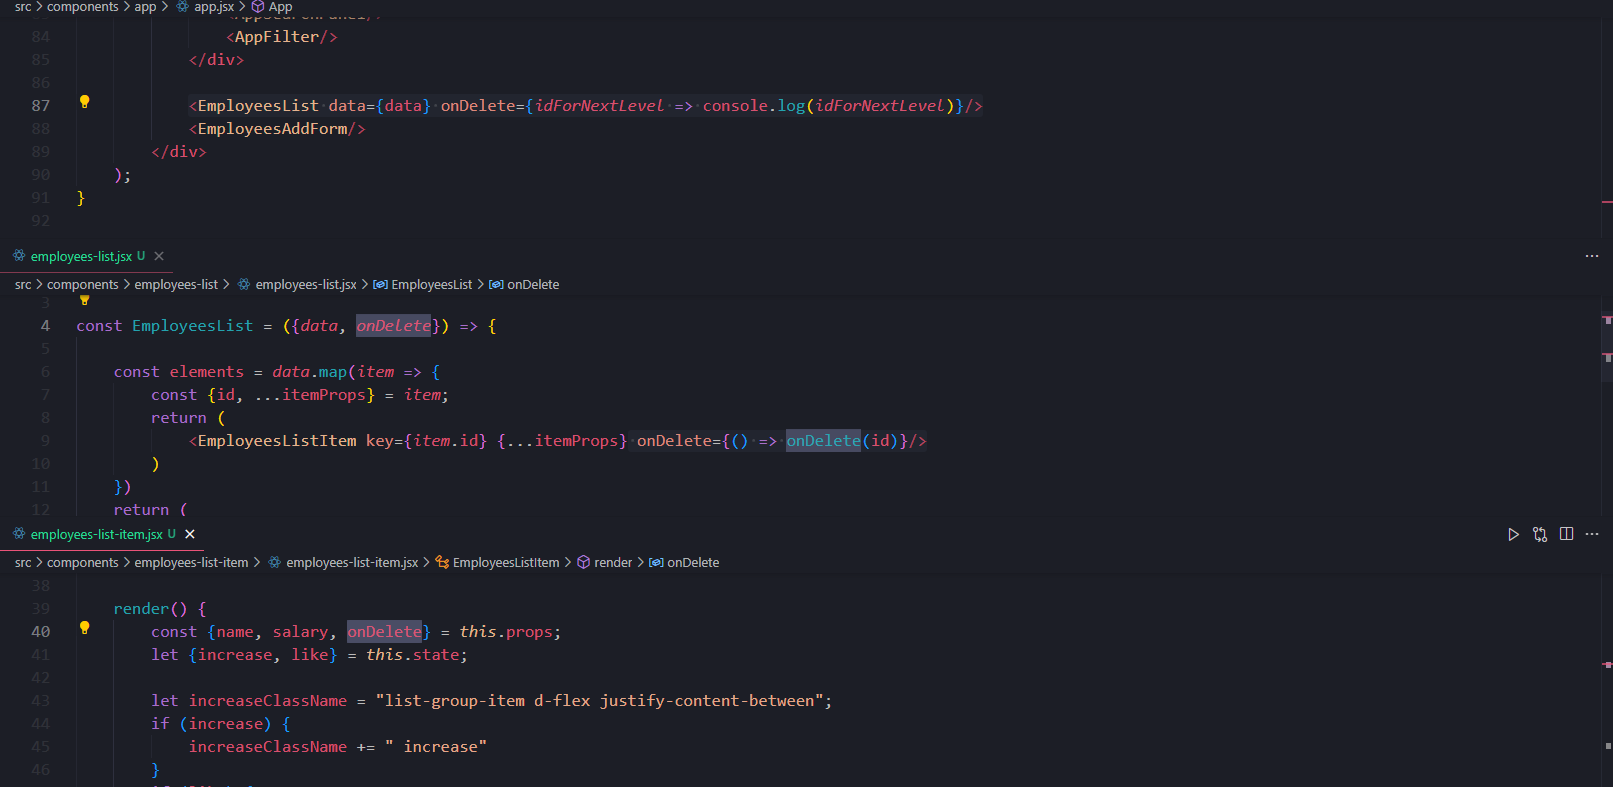 src > components > app > app.jsx > App
<AppSearchPanel/>
84 <AppFilter/>
85 </div>
86
87 <EmployeesList data={data} onDelete={idForNextLevel => console.log(idForNextLevel)}/>
88 <EmployeesAddForm/>
89 </div>
90 );
91 }
92
employees-list.jsx U
src > components > employees-list > employees-list.jsx > EmployeesList > onDelete
3
4 const EmployeesList = ({data, onDelete}) => {
5
6 const elements = data.map(item => {
7 const {id, ...itemProps} = item;
8 return (
9 <EmployeesListItem key={item.id} {...itemProps} onDelete={() => onDelete(id)}/>
10 )
11 })
12 return (
employees-list-item.jsx U
src > components > employees-list-item > employees-list-item.jsx > EmployeesListItem > render > onDelete
38
39 render() {
40 const {name, salary, onDelete} = this.props;
41 let {increase, like} = this.state;
42
43 let increaseClassName = "list-group-item d-flex justify-content-between";
44 if (increase) {
45 increaseClassName += " increase"
46 }